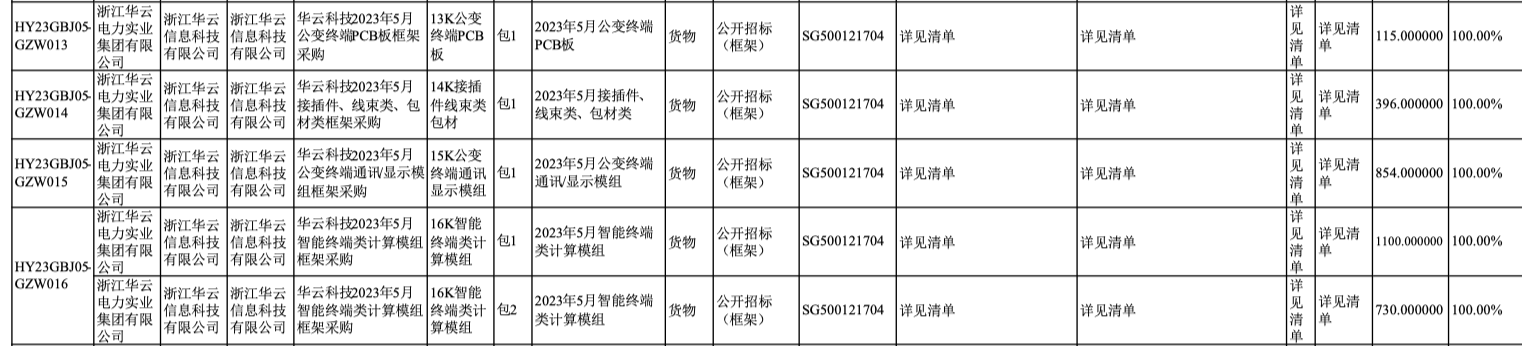 HY23GBJ05-
GZW013
浙江华云
电力实业
集团有限
公司
浙江华云
信息科技
有限公司
浙江华云
信息科技
有限公司
华云科技2023年5月
公变终端PCB板框架
采购
13K公变
终端PCB
板
包1
2023年5月公变终端
PCB板
货物
公开招标
（框架）
SG500121704
详见清单
详见清单
详
见
清
单
详见清
单
115.000000
100.00%
HY23GBJ05-
GZW014
浙江华云
电力实业
集团有限
公司
浙江华云
信息科技
有限公司
浙江华云
信息科技
有限公司
华云科技2023年5月
接插件、线束类、包
材类框架采购
14K接插
件线束类
包材
包1
2023年5月接插件、
线束类、包材类
货物
公开招标
（框架）
SG500121704
详见清单
详见清单
详
见
清
单
详见清
单
396.000000
100.00%
HY23GBJ05-
GZW015
浙江华云
电力实业
集团有限
公司
浙江华云
信息科技
有限公司
浙江华云
信息科技
有限公司
华云科技2023年5月
公变终端通讯/显示模
组框架采购
15K公变
终端通讯
显示模组
包1
2023年5月公变终端
通讯/显示模组
货物
公开招标
（框架）
SG500121704
详见清单
详见清单
详
见
清
单
详见清
单
854.000000
100.00%
HY23GBJ05-
GZW016
浙江华云
电力实业
集团有限
公司
浙江华云
信息科技
有限公司
浙江华云
信息科技
有限公司
华云科技2023年5月
智能终端类计算模组
框架采购
16K智能
终端类计
算模组
包1
2023年5月智能终端
类计算模组
货物
公开招标
（框架）
SG500121704
详见清单
详见清单
详
见
清
单
详见清
单
1100.000000
100.00%
浙江华云
电力实业
集团有限
公司
浙江华云
信息科技
有限公司
浙江华云
信息科技
有限公司
华云科技2023年5月
智能终端类计算模组
框架采购
16K智能
终端类计
算模组
包2
2023年5月智能终端
类计算模组
货物
公开招标
（框架）
SG500121704
详见清单
详见清单
详
见
清
单
详见清
单
730.000000
100.00%